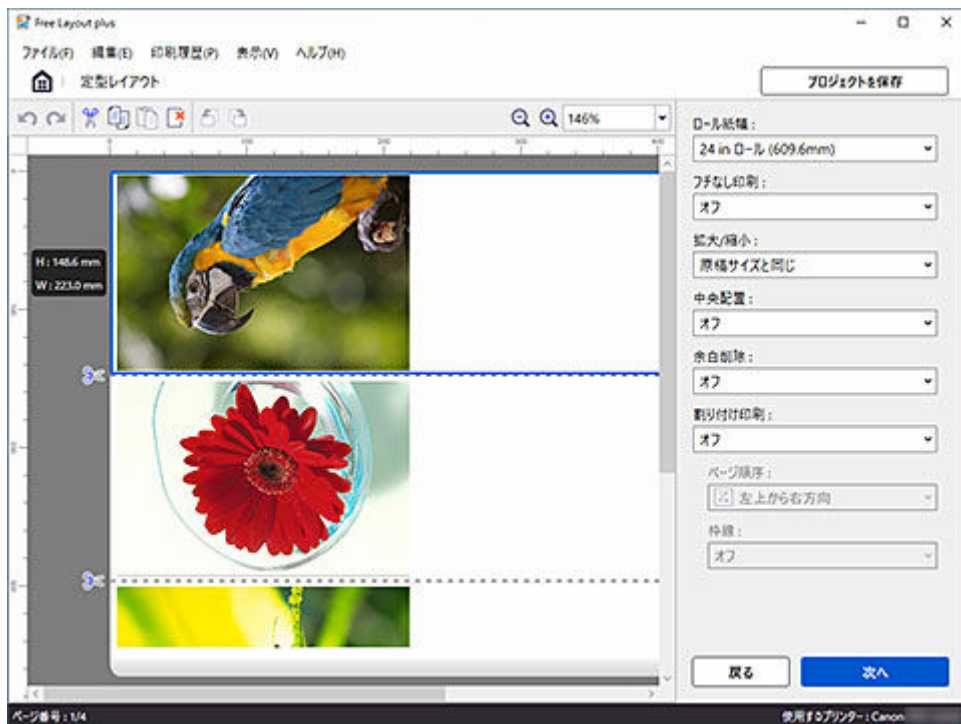 Free Layout plus
ファイル(F) 編集(E) 印刷履歴(P) 表示(V) ヘルプ(H)
定型レイアウト
プロジェクトを保存
146%
0 100 200 300 400
ロール紙幅：
24 in ロール (609.6mm)
フチなし印刷：
オフ
拡大/縮小：
原稿サイズと同じ
中央配置：
オフ
余白削除：
オフ
割り付け印刷：
オフ
ページ順序：
左上から右方向
枠線：
オフ
H : 148.6 mm
W : 223.0 mm
戻る
次へ
ページ番号 : 1/4
使用するプリンター : Canon